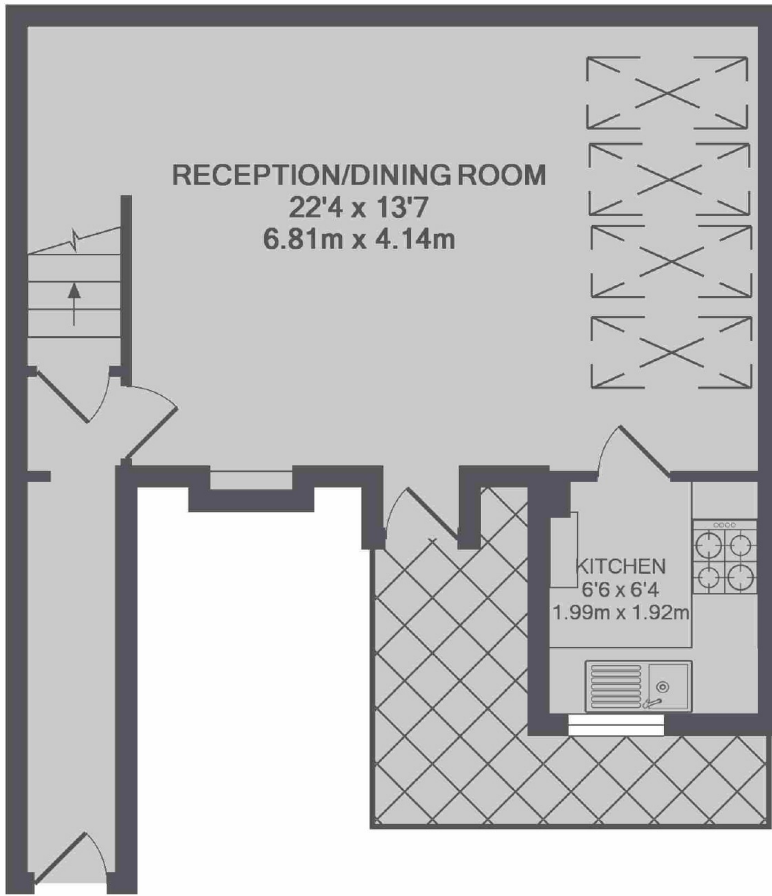 RECEPTION/DINING ROOM
22'4 x 13'7
6.81m x 4.14m
KITCHEN
6'6 x 6'4
1.99m x 1.92m